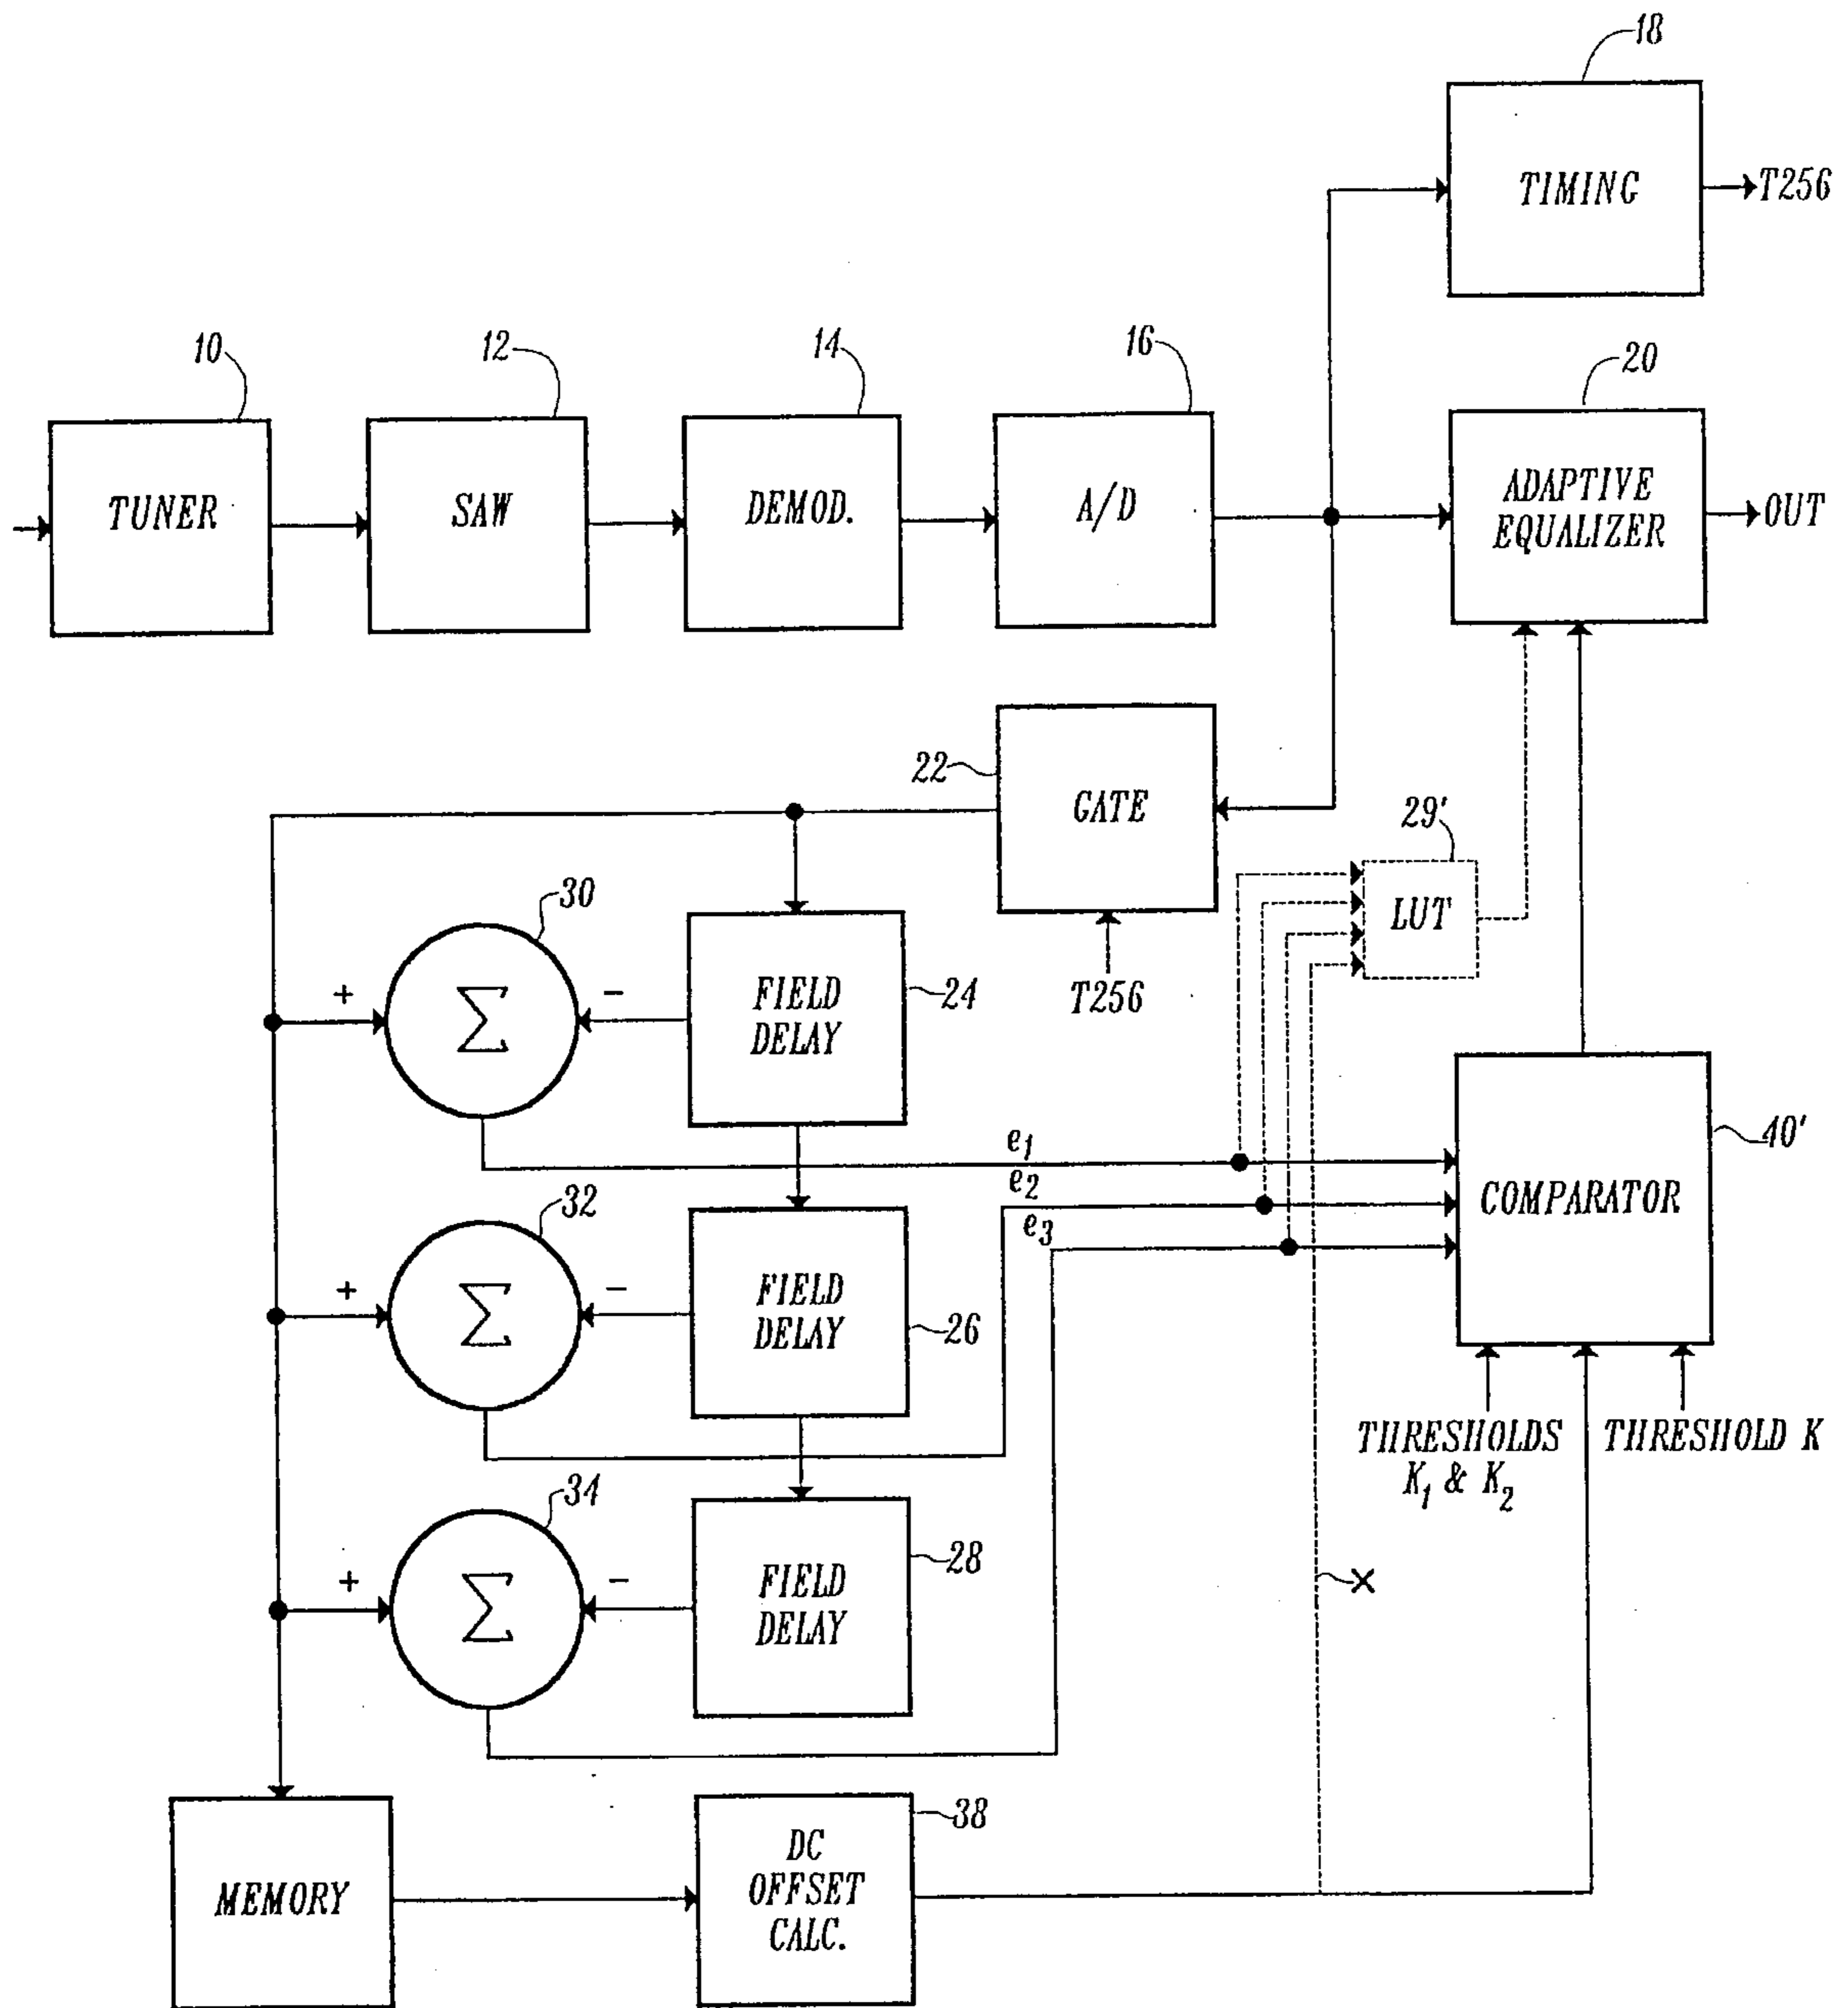 18
TIMING
T256
10
12
14
16
20
TUNER
SAW
DEMOD.
A/D
ADAPTIVE
EQUALIZER
OUT
22
GATE
T256
29'
LUT
30
+
Σ
−
FIELD
DELAY
24
e1
e2
e3
40'
COMPARATOR
32
+
Σ
−
FIELD
DELAY
26
THRESHOLDS
K1 & K2
THRESHOLD K
34
+
Σ
−
FIELD
DELAY
28
X
MEMORY
38
DC
OFFSET
CALC.